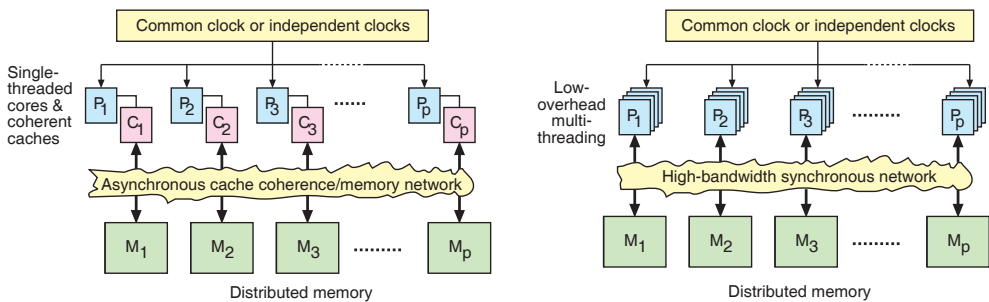 Common clock or independent clocks
Single-
threaded
cores &
coherent
caches
P1 P2 P3 ...... Pp
C1 C2 C3 Cp
Asynchronous cache coherence/memory network
M1 M2 M3 ......... Mp
Distributed memory
Common clock or independent clocks
Low-
overhead
multi-
threading
P1 P2 P3 ......... Pp
High-bandwidth synchronous network
M1 M2 M3 ......... Mp
Distributed memory